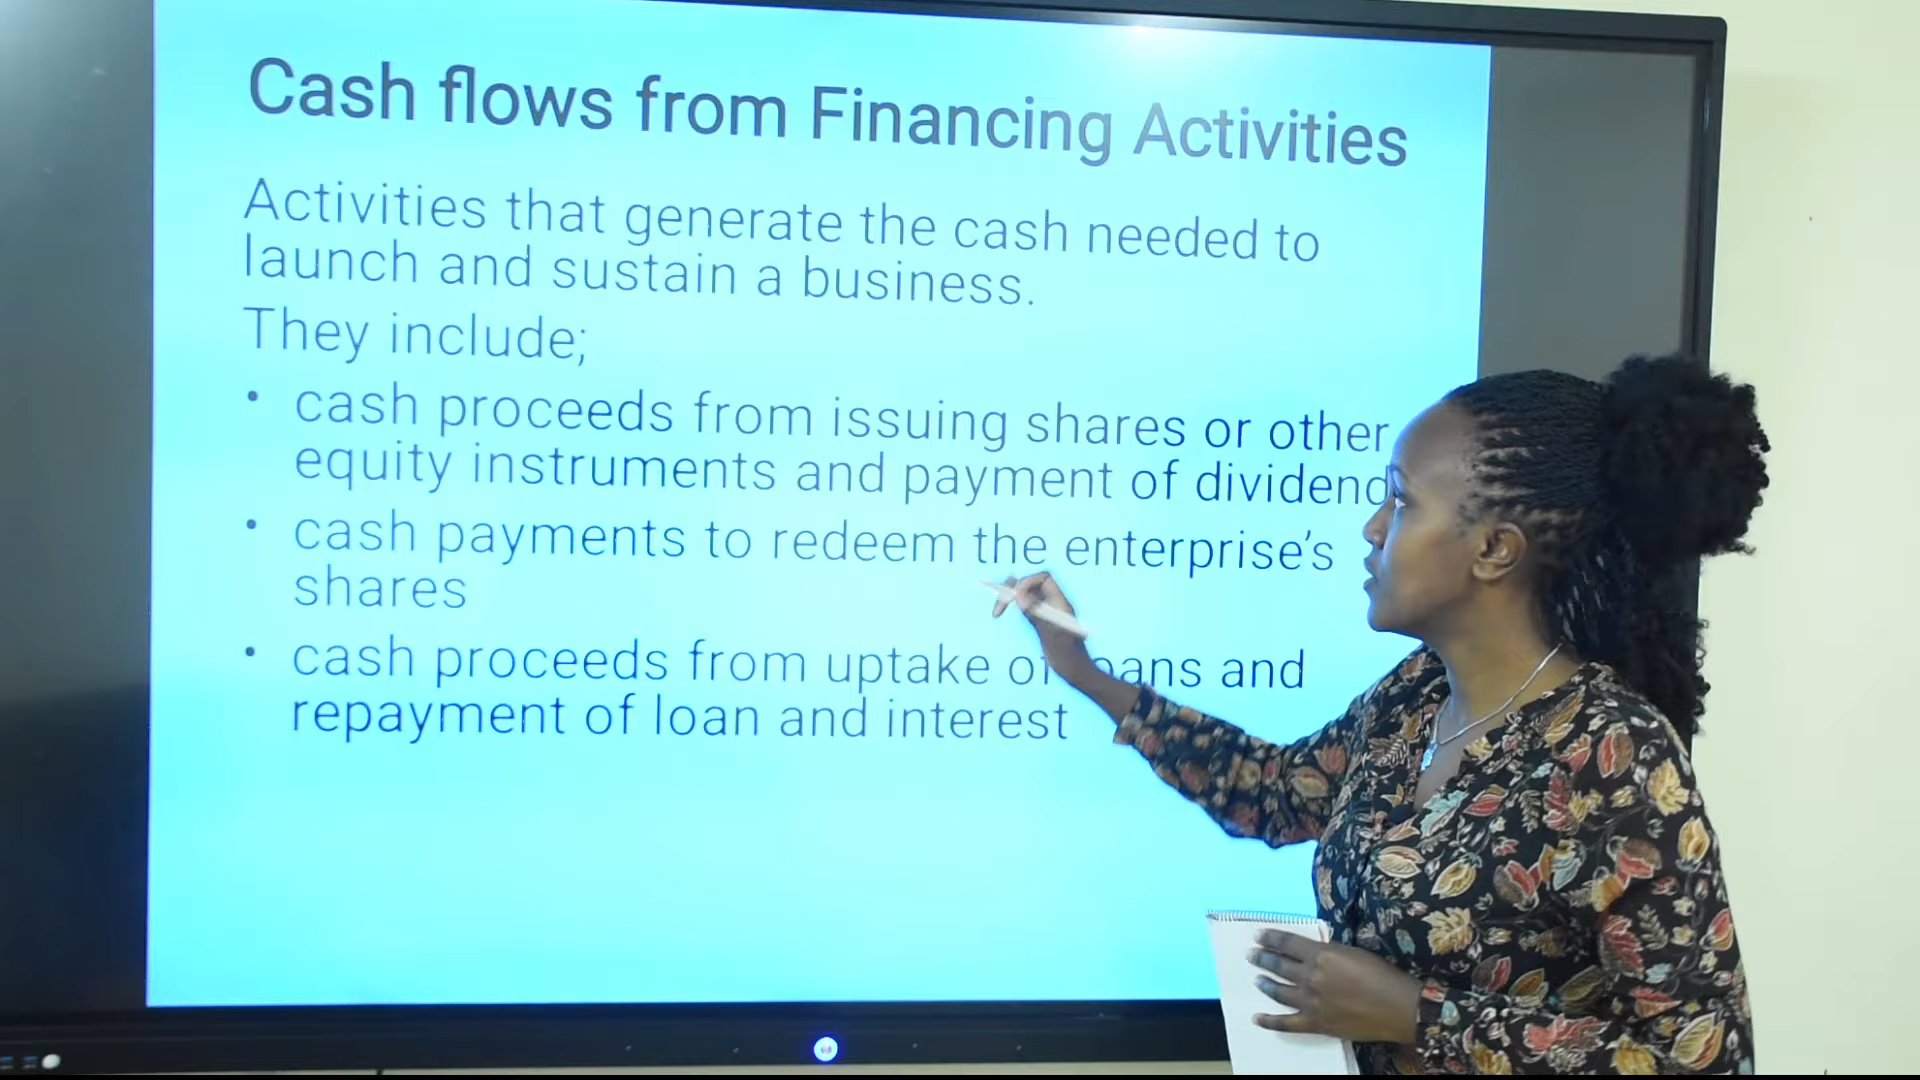 Cash flows from Financing Activities
Activities that generate the cash needed to
launch and sustain a business.
They include;
• cash proceeds from issuing shares or other
equity instruments and payment of dividend
• cash payments to redeem the enterprise’s
shares
• cash proceeds from uptake of loans and
repayment of loan and interest